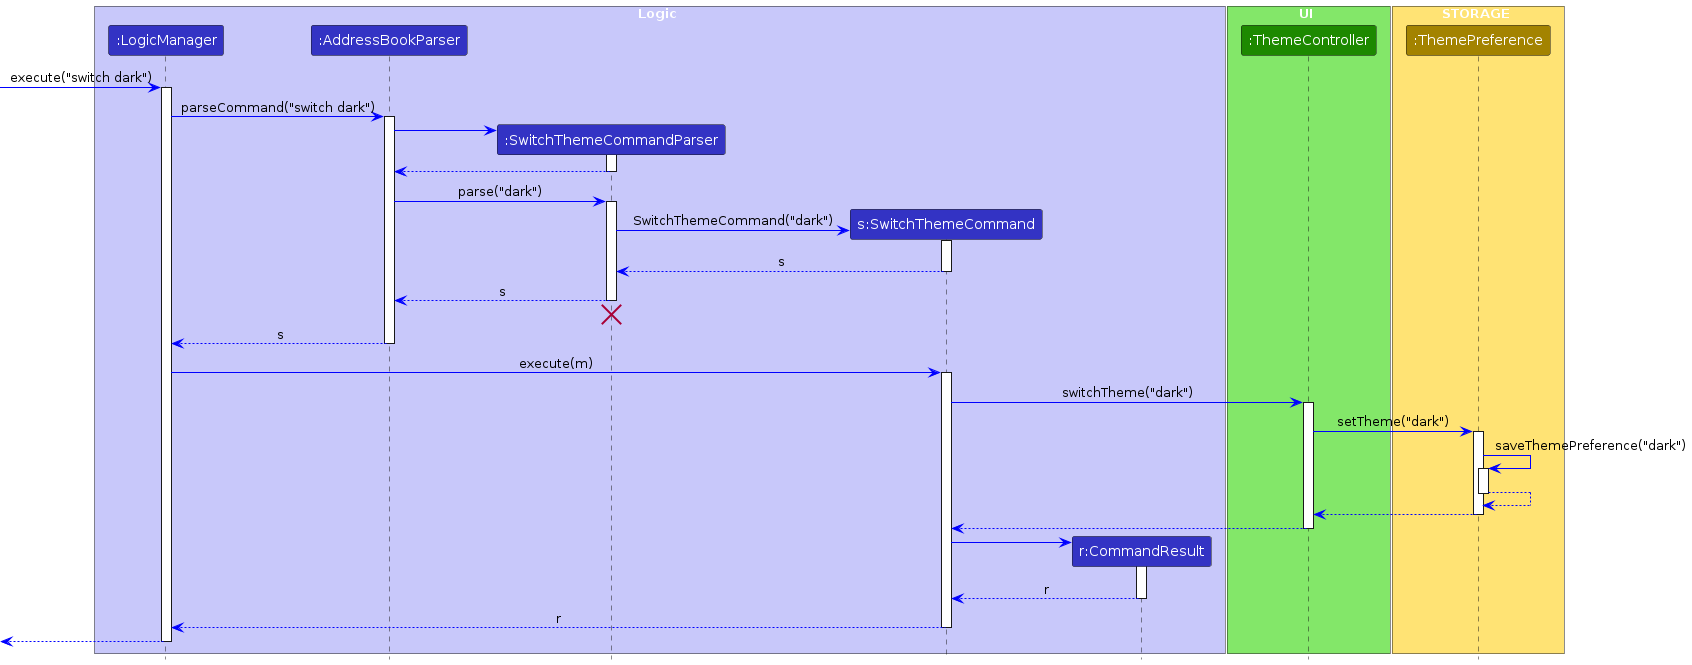 Logic
UI
STORAGE
:LogicManager
:AddressBookParser
:ThemeController
:ThemePreference
execute("switch dark")
parseCommand("switch dark")
:SwitchThemeCommandParser
parse("dark")
SwitchThemeCommand("dark")
s:SwitchThemeCommand
s
s
s
execute(m)
switchTheme("dark")
setTheme("dark")
saveThemePreference("dark")
r:CommandResult
r
r